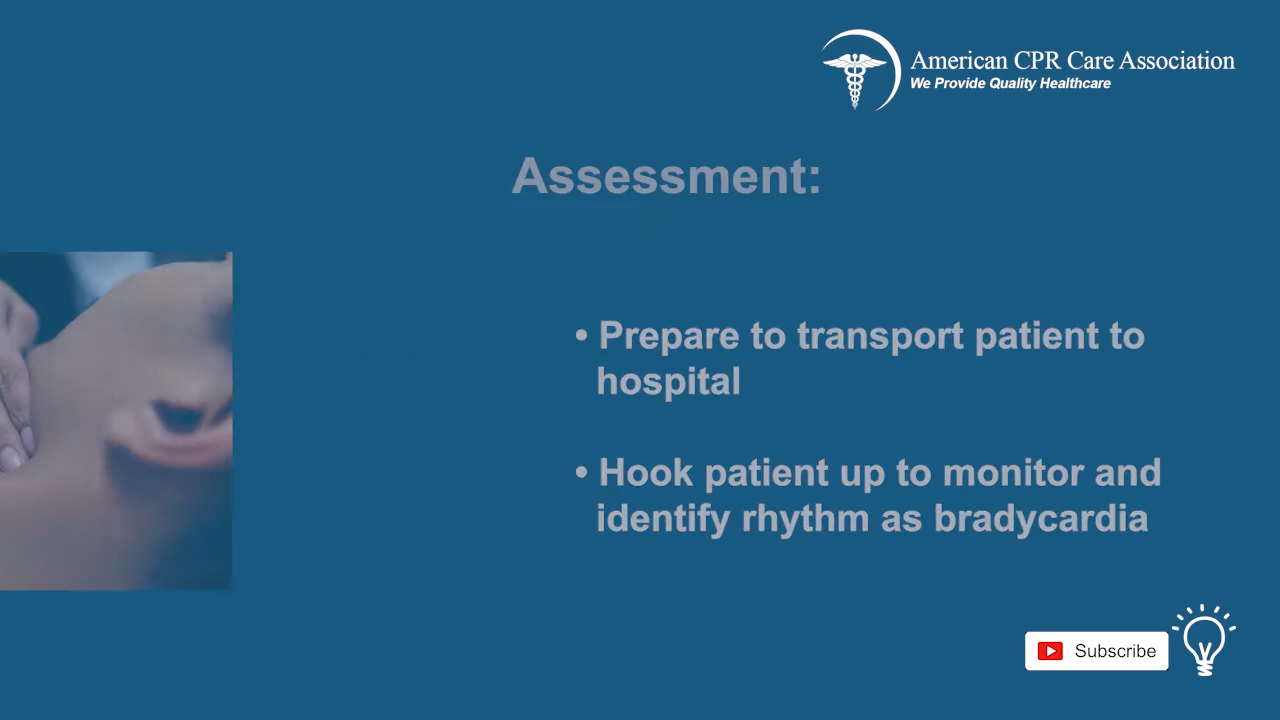 American CPR Care Association
We Provide Quality Healthcare
Assessment:
• Prepare to transport patient to
hospital
• Hook patient up to monitor and
identify rhythm as bradycardia
Subscribe